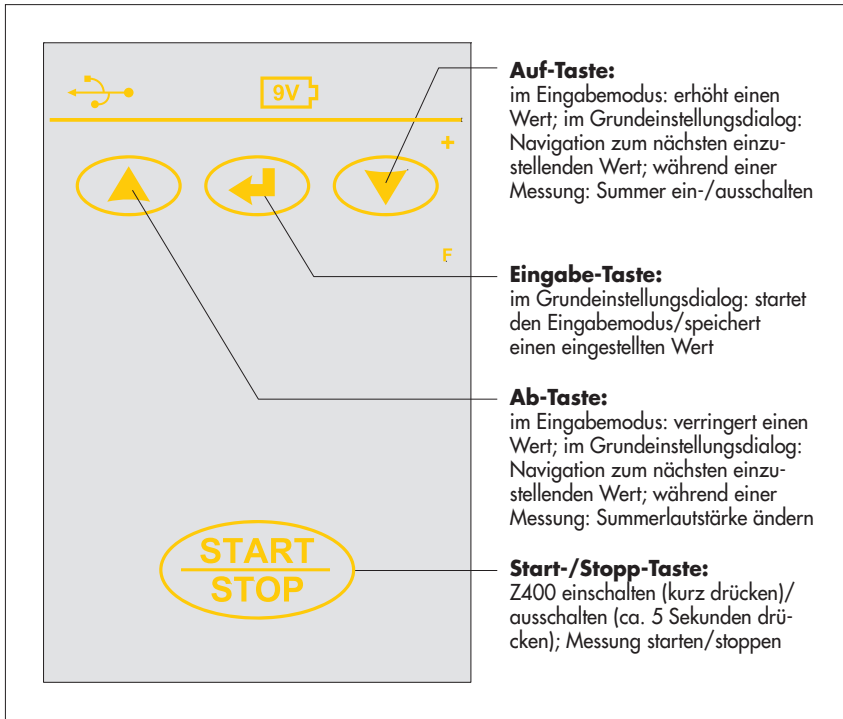 9V
+
F
START
STOP
Auf-Taste:
im Eingabemodus: erhöht einen
Wert; im Grundeinstellungsdialog:
Navigation zum nächsten einzu-
stellenden Wert; während einer
Messung: Summer ein-/ausschalten
Eingabe-Taste:
im Grundeinstellungsdialog: startet
den Eingabemodus/speichert
einen eingestellten Wert
Ab-Taste:
im Eingabemodus: verringert einen
Wert; im Grundeinstellungsdialog:
Navigation zum nächsten einzu-
stellenden Wert; während einer
Messung: Summerlautstärke ändern
Start-/Stopp-Taste:
Z400 einschalten (kurz drücken)/
ausschalten (ca. 5 Sekunden drü-
cken); Messung starten/stoppen